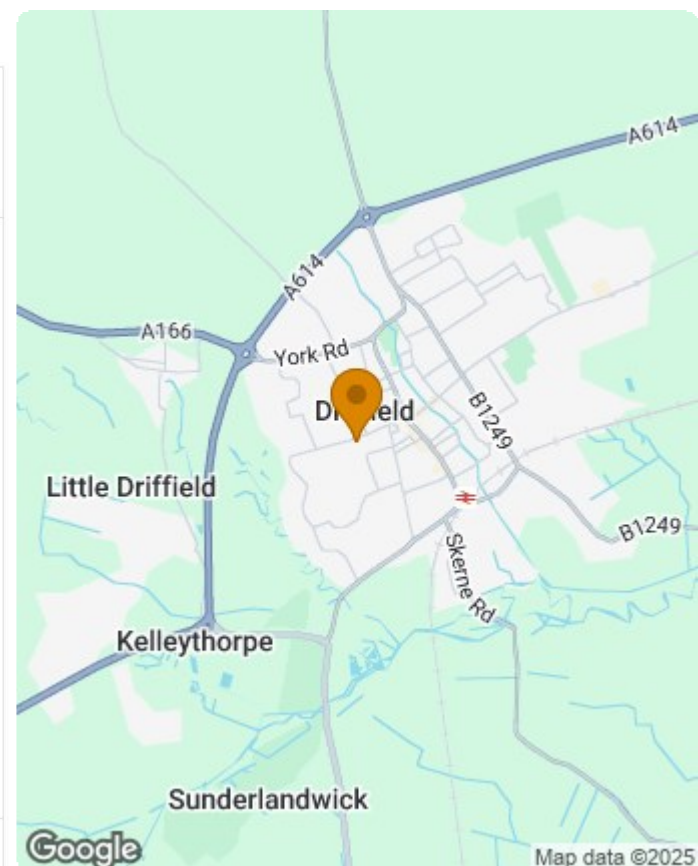 A614
A614
A166
York Rd
Driffield
B1249
Little Driffield
B1249
Skerne Rd
Kelleythorpe
Sunderlandwick
Google
Map data ©2025